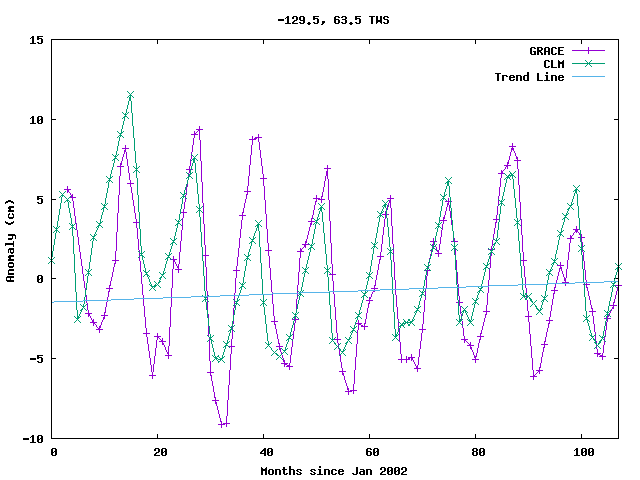 -129.5, 63.5 TWS
GRACE
CLM
Trend Line
Anomaly (cm)
15
10
5
0
-5
-10
0 20 40 60 80 100
Months since Jan 2002